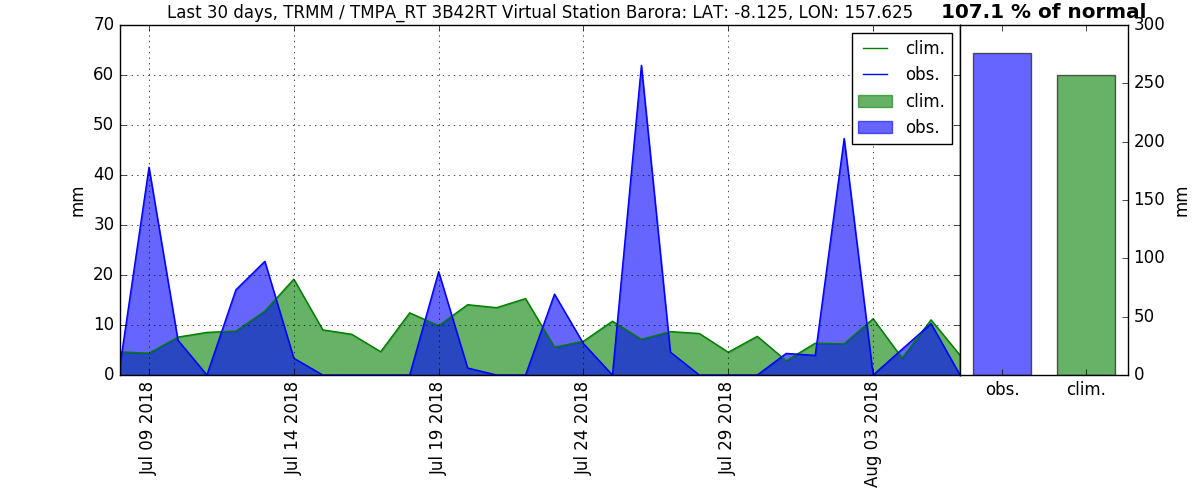 Last 30 days, TRMM / TMPA_RT 3B42RT Virtual Station Barora: LAT: -8.125, LON: 157.625
107.1 % of normal
70
60
50
40
30
20
10
0
mm
clim.
obs.
clim.
obs.
Jul 09 2018
Jul 14 2018
Jul 19 2018
Jul 24 2018
Jul 29 2018
Aug 03 2018
300
250
200
150
100
50
0
mm
obs.
clim.